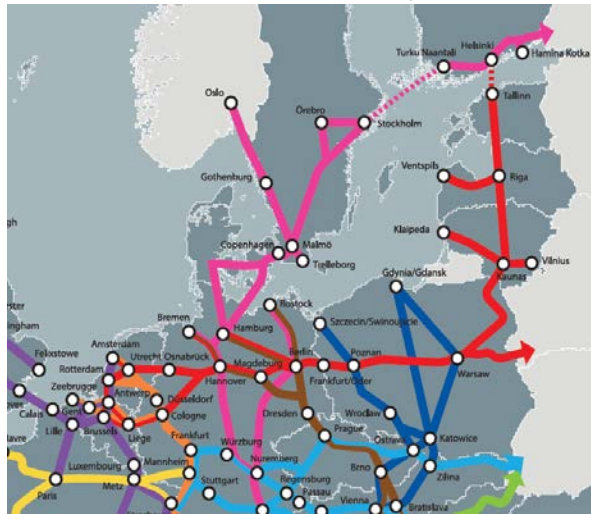 Helsinki
Turku Naantali
Hamina Kotka
Oslo
Tallinn
Örebro
Stockholm
Ventspils
Riga
Gothenburg
Klaipeda
Copenhagen
Malmö
Trelleborg
Vilnius
Kaunas
Gdynia/Gdansk
Rostock
Bremen
Hamburg
Szczecin/Swinoujscie
Amsterdam
Felixstowe
Rotterdam
Utrecht
Osnabrück
Magdeburg
Berlin
Poznan
Warsaw
Zeebrugge
Antwerp
Düsseldorf
Hannover
Frankfurt/Oder
Calais
Gent
Cologne
Dresden
Wroclaw
Lille
Brussels
Liège
Frankfurt
Würzburg
Prague
Ostrava
Katowice
Luxembourg
Mannheim
Nuremberg
Brno
Zilina
Paris
Metz
Stuttgart
Regensburg
Passau
Vienna
Bratislava